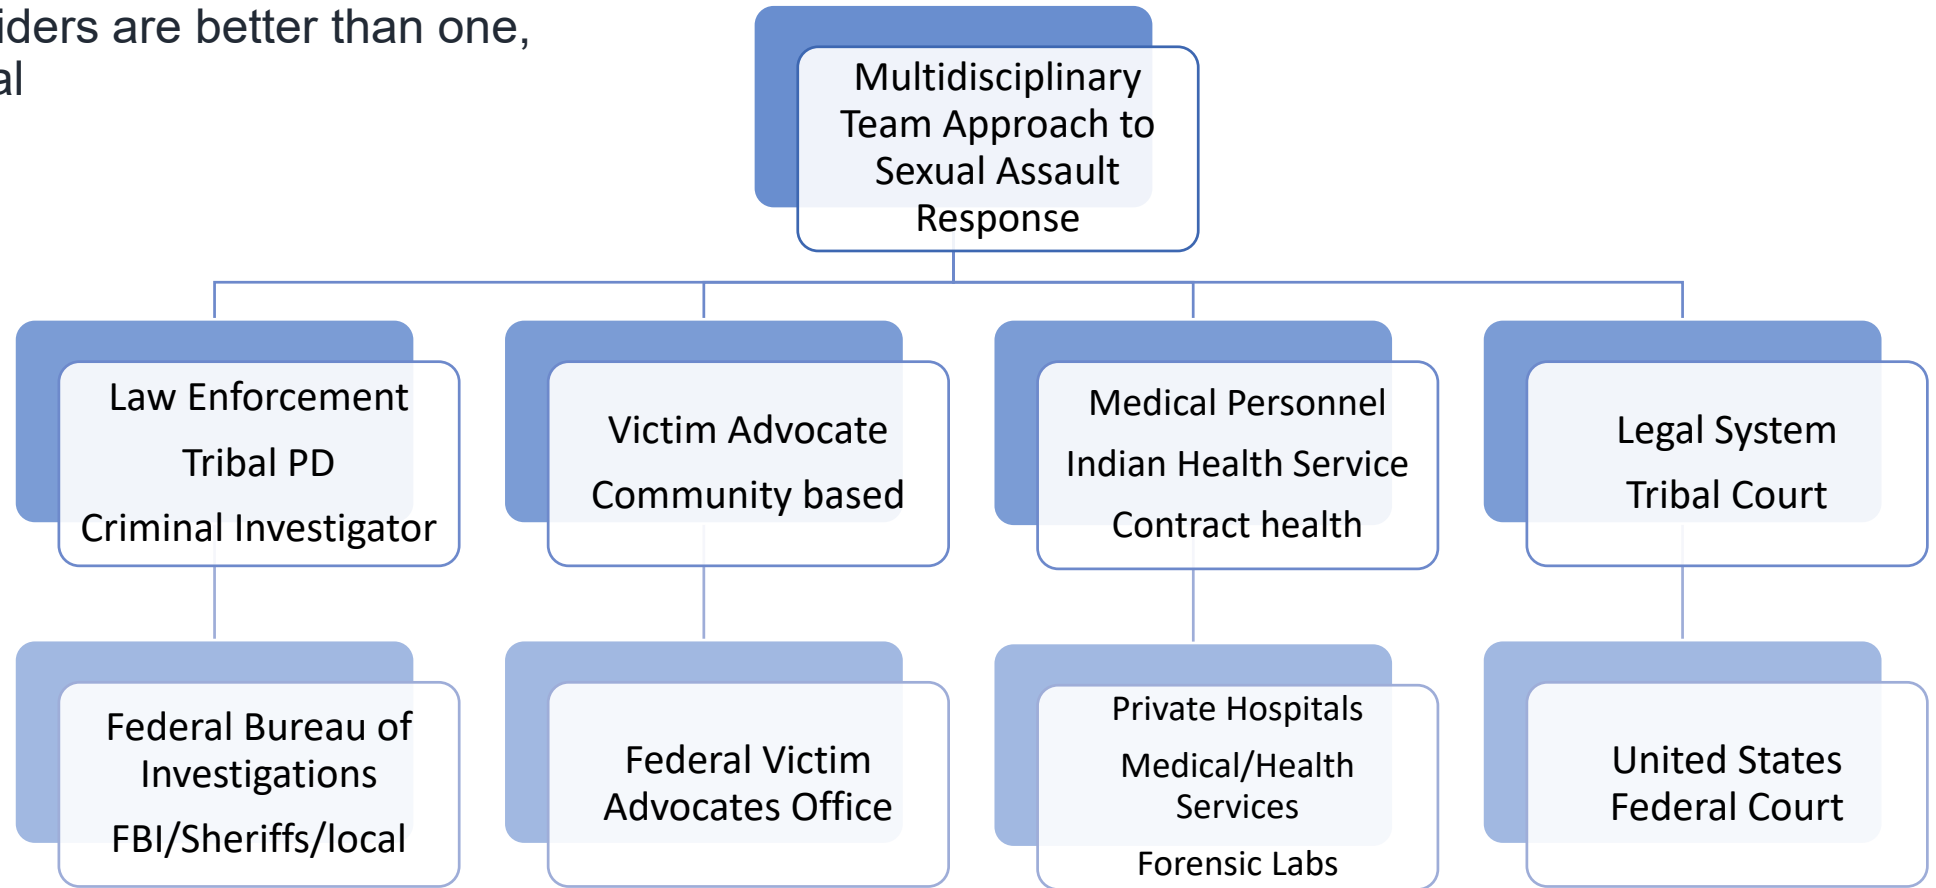 are better than one,
Multidisciplinary
Team Approach to
Sexual Assault
Response
Law Enforcement
Tribal PD
Criminal Investigator
Victim Advocate
Community based
Medical Personnel
Indian Health Service
Contract health
Legal System
Tribal Court
Federal Bureau of
Investigations
FBI/Sheriffs/local
Federal Victim
Advocates Office
Private Hospitals
Medical/Health
Services
Forensic Labs
United States
Federal Court